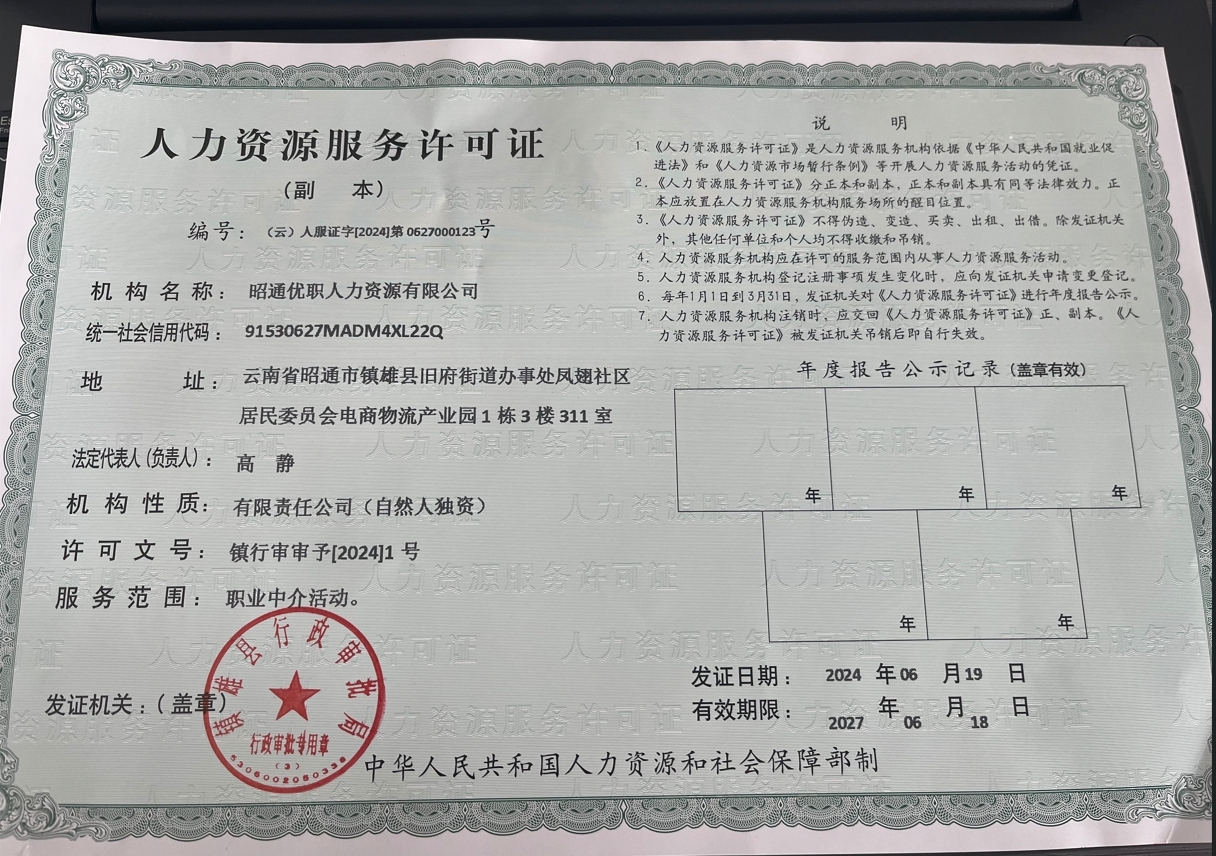 人力资源服务许可证
（副 本）
编号：（云）人服证字[2024]第 0627000123号
机构名称：昭通优职人力资源有限公司
统一社会信用代码：91530627MADM4XL22Q
地 址：云南省昭通市镇雄县旧府街道办事处凤翅社区
居民委员会电商物流产业园1栋3楼311室
法定代表人(负责人)：高 静
机构性质：有限责任公司（自然人独资）
许可文号：镇行审审予[2024]1 号
服务范围：职业中介活动。
发证机关：（盖章）
镇雄县行政审批局
行政审批专用章
（3）
说 明
1.《人力资源服务许可证》是人力资源服务机构依据《中华人民共和国就业促
进法》和《人力资源市场暂行条例》等开展人力资源服务活动的凭证。
2.《人力资源服务许可证》分正本和副本，正本和副本具有同等法律效力。正
本应放置在人力资源服务机构服务场所的醒目位置。
3.《人力资源服务许可证》不得伪造、变造、买卖、出租、出借。除发证机关
外，其他任何单位和个人均不得收缴和吊销。
4. 人力资源服务机构应在许可的服务范围内从事人力资源服务活动。
5. 人力资源服务机构登记注册事项发生变化时，应向发证机关申请变更登记。
6. 每年1月1日到3月31日，发证机关对《人力资源服务许可证》进行年度报告公示。
7. 人力资源服务机构注销时，应交回《人力资源服务许可证》正、副本。《人
力资源服务许可证》被发证机关吊销后即自行失效。
年度报告公示记录（盖章有效）
年 年 年
年 年
发证日期：2024 年 06 月 19 日
有效期限：2027 年 06 月 18 日
中华人民共和国人力资源和社会保障部制